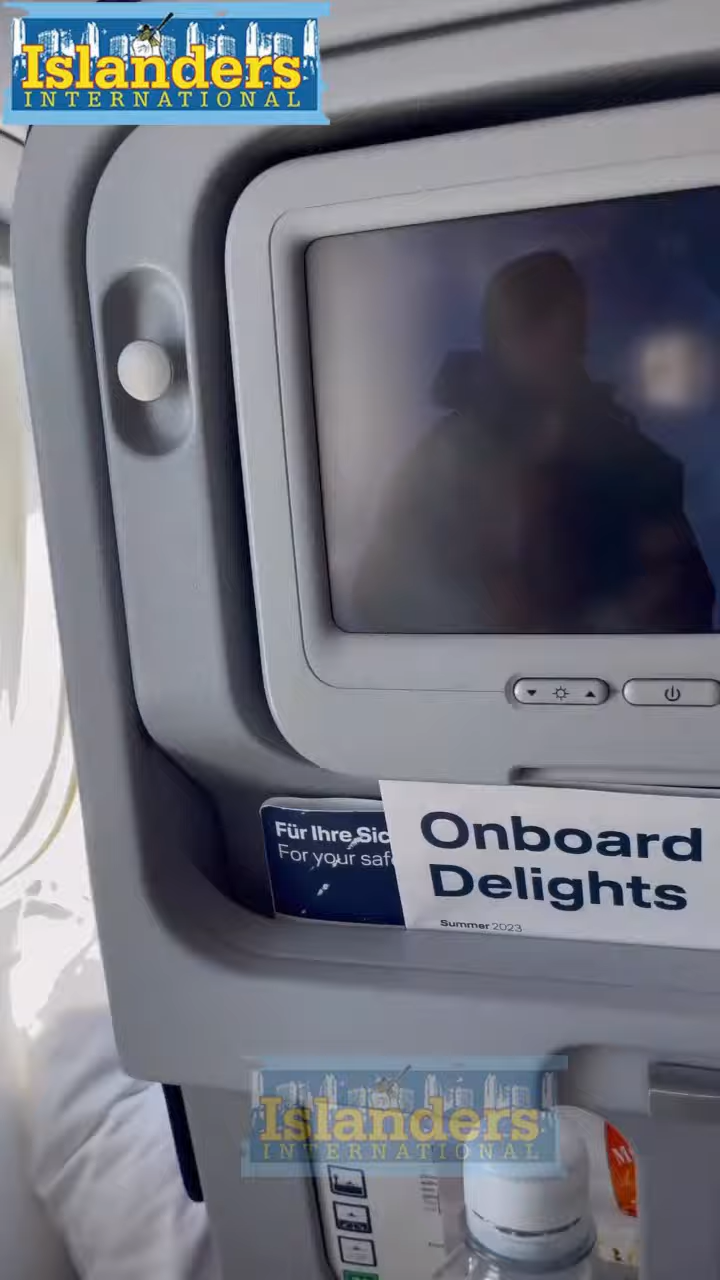 Islanders
INTERNATIONAL
Für Ihre Sic
For your saf
Onboard
Delights
Summer 2023
Islanders
INTERNATIONAL